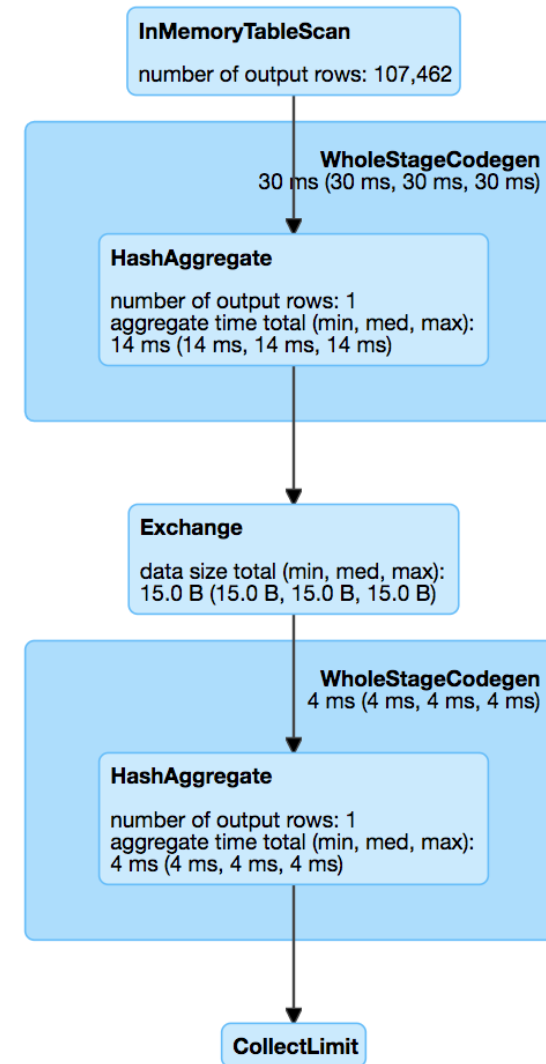 InMemoryTableScan
number of output rows: 107,462
WholeStageCodegen
30 ms (30 ms, 30 ms, 30 ms)
HashAggregate
number of output rows: 1
aggregate time total (min, med, max):
14 ms (14 ms, 14 ms, 14 ms)
Exchange
data size total (min, med, max):
15.0 B (15.0 B, 15.0 B, 15.0 B)
WholeStageCodegen
4 ms (4 ms, 4 ms, 4 ms)
HashAggregate
number of output rows: 1
aggregate time total (min, med, max):
4 ms (4 ms, 4 ms, 4 ms)
CollectLimit